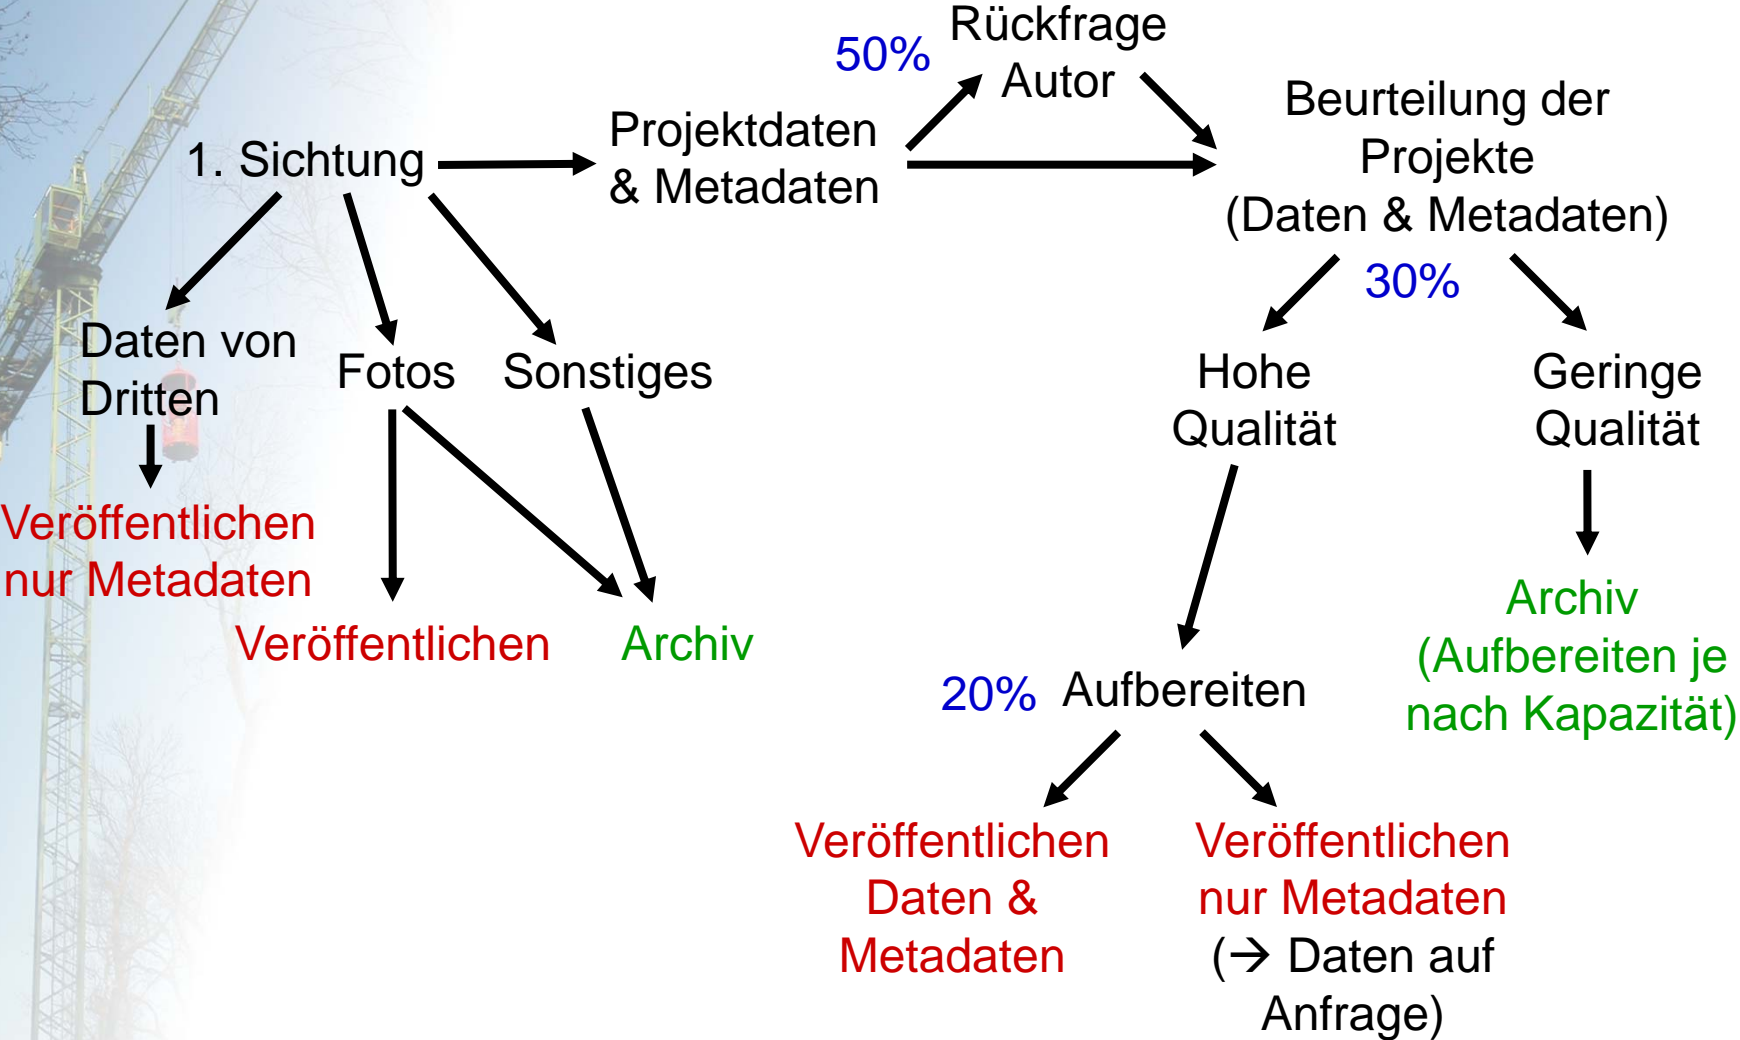 50%
Rückfrage
Autor
1. Sichtung
Projektdaten
& Metadaten
Beurteilung der
Projekte
(Daten & Metadaten)
30%
Daten von
Dritten
Fotos
Sonstiges
Hohe
Qualität
Geringe
Qualität
Veröffentlichen
nur Metadaten
Veröffentlichen
Archiv
20%
Aufbereiten
Archiv
(Aufbereiten je
nach Kapazität)
Veröffentlichen
Daten &
Metadaten
Veröffentlichen
nur Metadaten
(→ Daten auf
Anfrage)